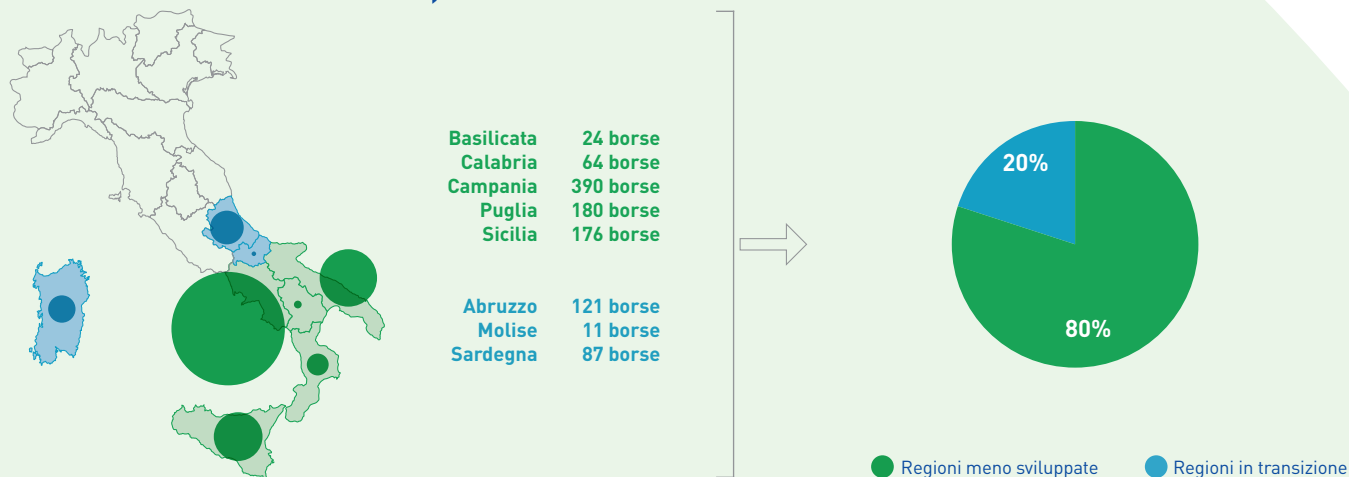 Basilicata 24 borse
Calabria 64 borse
Campania 390 borse
Puglia 180 borse
Sicilia 176 borse
Abruzzo 121 borse
Molise 11 borse
Sardegna 87 borse
20%
80%
Regioni meno sviluppate
Regioni in transizione